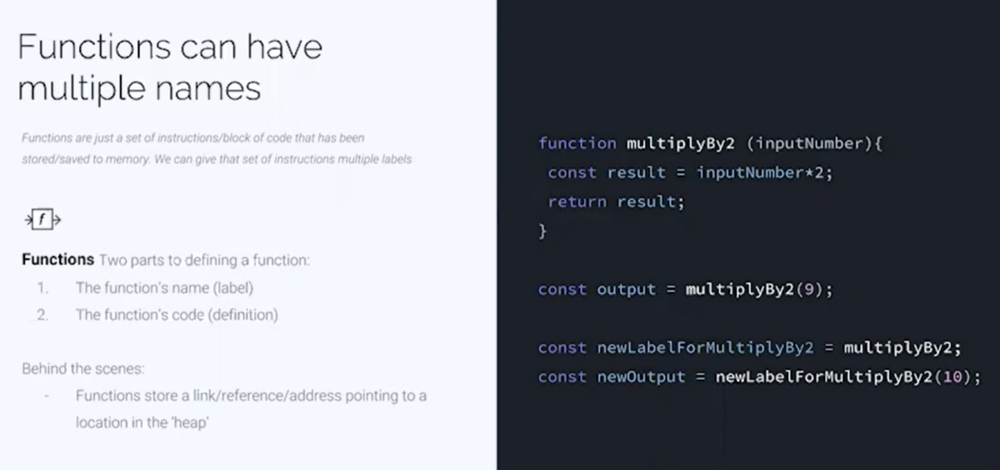 Functions can have
multiple names
Functions are just a set of instructions/block of code that has been
stored/saved to memory. We can give that set of instructions multiple labels
f
Functions Two parts to defining a function:
1. The function's name (label)
2. The function's code (definition)
Behind the scenes:
- Functions store a link/reference/address pointing to a
location in the 'heap'
function multiplyBy2 (inputNumber){
const result = inputNumber*2;
return result;
}
const output = multiplyBy2(9);
const newLabelForMultiplyBy2 = multiplyBy2;
const newOutput = newLabelForMultiplyBy2(10);